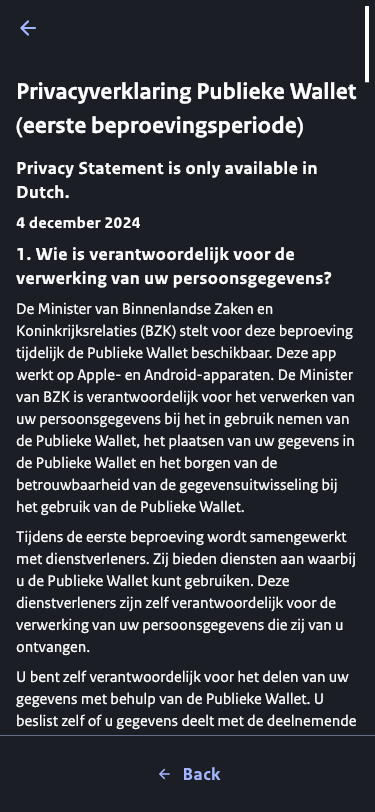 Privacyverklaring Publieke Wallet
(eerste beproevingsperiode)
Privacy Statement is only available in
Dutch.
4 december 2024
1. Wie is verantwoordelijk voor de
verwerking van uw persoonsgegevens?
De Minister van Binnenlandse Zaken en
Koninkrijksrelaties (BZK) stelt voor deze beproeving
tijdelijk de Publieke Wallet beschikbaar. Deze app
werkt op Apple- en Android-apparaten. De Minister
van BZK is verantwoordelijk voor het verwerken van
uw persoonsgegevens bij het in gebruik nemen van
de Publieke Wallet, het plaatsen van uw gegevens in
de Publieke Wallet en het borgen van de
betrouwbaarheid van de gegevensuitwisseling bij
het gebruik van de Publieke Wallet.
Tijdens de eerste beproeving wordt samengewerkt
met dienstverleners. Zij bieden diensten aan waarbij
u de Publieke Wallet kunt gebruiken. Deze
dienstverleners zijn zelf verantwoordelijk voor de
verwerking van uw persoonsgegevens die zij van u
ontvangen.
U bent zelf verantwoordelijk voor het delen van uw
gegevens met behulp van de Publieke Wallet. U
beslist zelf of u gegevens deelt met de deelnemende
Back